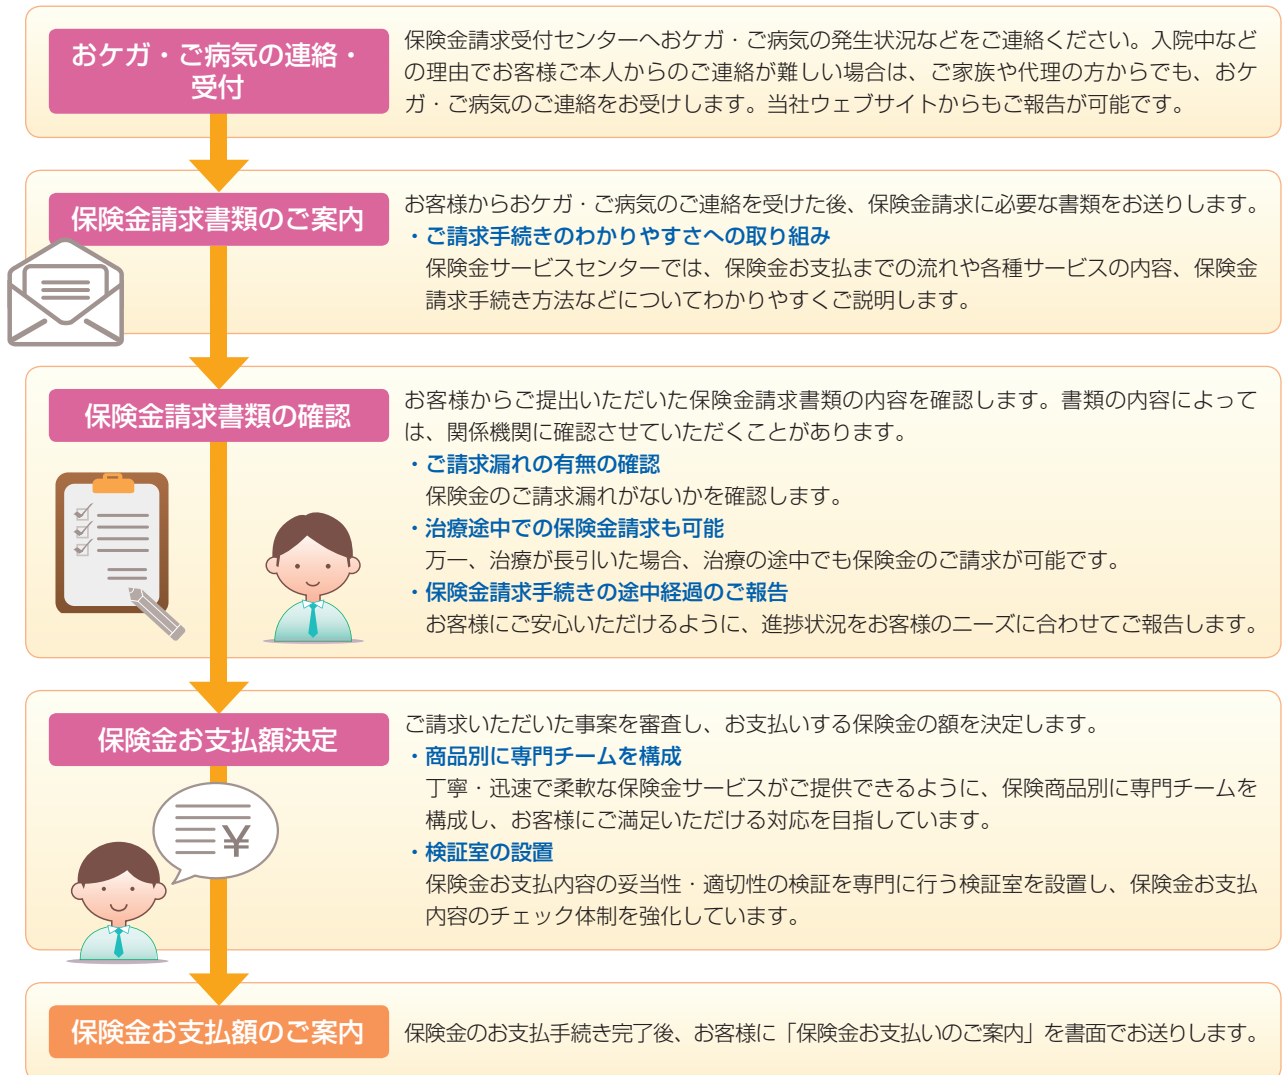 おケガ・ご病気の連絡・
受付
保険金請求受付センターへおケガ・ご病気の発生状況などをご連絡ください。入院中など
の理由でお客様ご本人からのご連絡が難しい場合は、ご家族や代理の方からでも、おケ
ガ・ご病気のご連絡をお受けします。当社ウェブサイトからもご報告が可能です。
保険金請求書類のご案内
お客様からおケガ・ご病気のご連絡を受けた後、保険金請求に必要な書類をお送りします。
・ご請求手続きのわかりやすさへの取り組み
保険金サービスセンターでは、保険金お支払までの流れや各種サービスの内容、保険金
請求手続き方法などについてわかりやすくご説明します。
保険金請求書類の確認
お客様からご提出いただいた保険金請求書類の内容を確認します。書類の内容によって
は、関係機関に確認させていただくことがあります。
・ご請求漏れの有無の確認
保険金のご請求漏れがないかを確認します。
・治療途中での保険金請求も可能
万一、治療が長引いた場合、治療の途中でも保険金のご請求が可能です。
・保険金請求手続きの途中経過のご報告
お客様にご安心いただけるように、進捗状況をお客様のニーズに合わせてご報告します。
保険金お支払額決定
ご請求いただいた事案を審査し、お支払いする保険金の額を決定します。
・商品別に専門チームを構成
丁寧・迅速で柔軟な保険金サービスがご提供できるように、保険商品別に専門チームを
構成し、お客様にご満足いただける対応を目指しています。
・検証室の設置
保険金お支払内容の妥当性・適切性の検証を専門に行う検証室を設置し、保険金お支払
内容のチェック体制を強化しています。
¥
保険金お支払額のご案内
保険金のお支払手続き完了後、お客様に「保険金お支払いのご案内」を書面でお送りします。